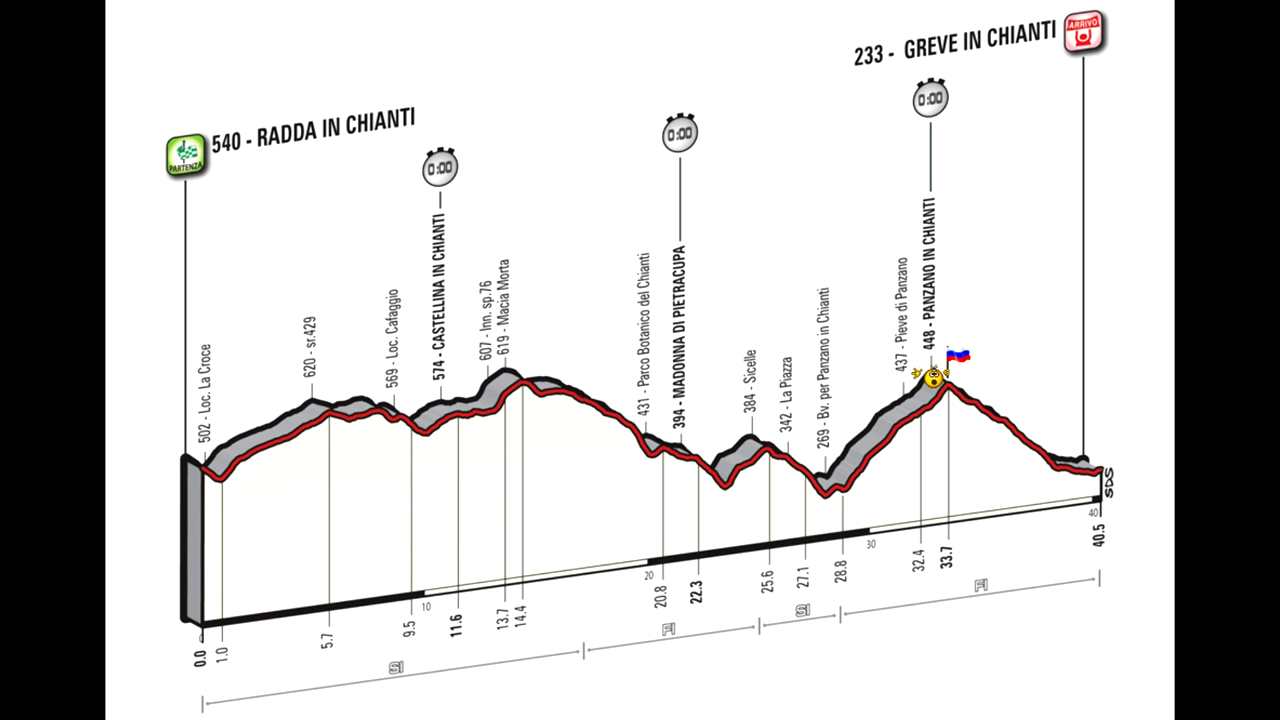 233 - GREVE IN CHIANTI
ARRIVO
540 - RADDA IN CHIANTI
PARTENZA
0:00
0:00
0:00
502 - Loc. La Croce
620 - sr.429
569 - Loc. Cafaggio
574 - CASTELLINA IN CHIANTI
607 - Inn. sp.76
619 - Macia Morta
431 - Parco Botanico del Chianti
394 - MADONNA DI PIETRACUPA
384 - Sicelle
342 - La Piazza
269 - Bv. per Panzano in Chianti
437 - Pieve di Panzano
448 - PANZANO IN CHIANTI
SDS
0
10
20
30
40
0.0
1.0
5.7
9.5
11.6
13.7
14.4
20.8
22.3
25.6
27.1
28.8
32.4
33.7
40.5
SI
FI
SI
FI